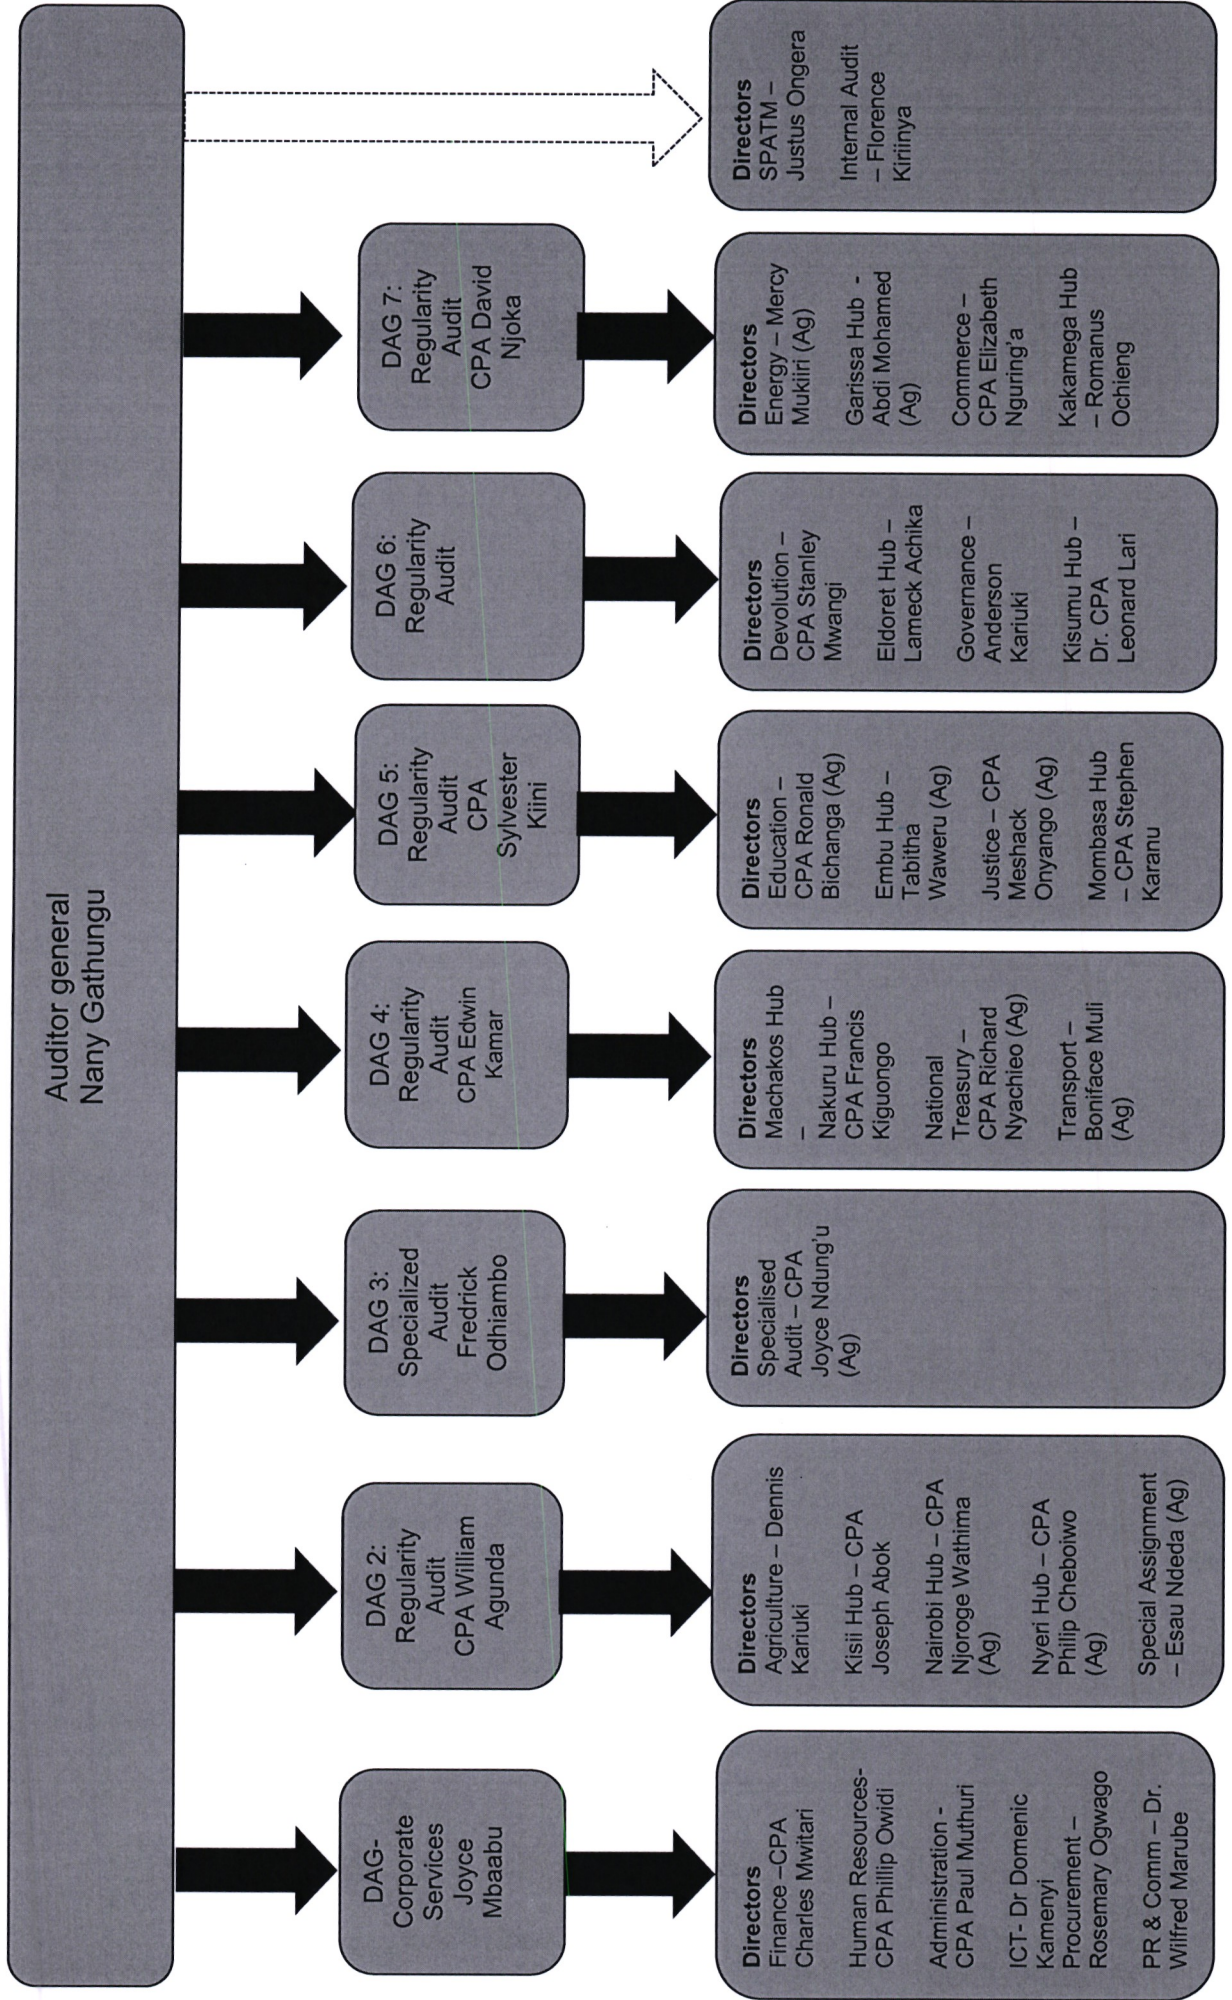 Auditor general
Nany Gathungu
DAG-
Corporate
Services
Joyce
Mbaabu
DAG 2:
Regularity
Audit
CPA William
Agunda
DAG 3:
Specialized
Audit
Fredrick
Odhiambo
DAG 4:
Regularity
Audit
CPA Edwin
Kamar
DAG 5:
Regularity
Audit
CPA
Sylvester
Kiini
DAG 6:
Regularity
Audit
DAG 7:
Regularity
Audit
CPA David
Njoka
Directors
Finance –CPA
Charles Mwitari
Human Resources-
CPA Phillip Owidi
Administration -
CPA Paul Muthuri
ICT- Dr Domenic
Kamenyi
Procurement –
Rosemary Ogwago
PR & Comm – Dr.
Wilfred Marube
Directors
Agriculture – Dennis
Kariuki
Kisii Hub – CPA
Joseph Abok
Nairobi Hub – CPA
Njoroge Wathima
(Ag)
Nyeri Hub – CPA
Philip Cheboiwo
(Ag)
Special Assignment
– Esau Ndeda (Ag)
Directors
Specialised
Audit – CPA
Joyce Ndung'u
(Ag)
Directors
Machakos Hub
–
Nakuru Hub –
CPA Francis
Kiguongo
National
Treasury –
CPA Richard
Nyachieo (Ag)
Transport –
Boniface Muli
(Ag)
Directors
Education –
CPA Ronald
Bichanga (Ag)
Embu Hub –
Tabitha
Waweru (Ag)
Justice – CPA
Meshack
Onyango (Ag)
Mombasa Hub
– CPA Stephen
Karanu
Directors
Devolution –
CPA Stanley
Mwangi
Eldoret Hub –
Lameck Achika
Governance –
Anderson
Kariuki
Kisumu Hub –
Dr. CPA
Leonard Lari
Directors
Energy – Mercy
Mukiiri (Ag)
Garissa Hub -
Abdi Mohamed
(Ag)
Commerce –
CPA Elizabeth
Nguring'a
Kakamega Hub
– Romanus
Ochieng
Directors
SPATM –
Justus Ongera
Internal Audit
– Florence
Kiriinya